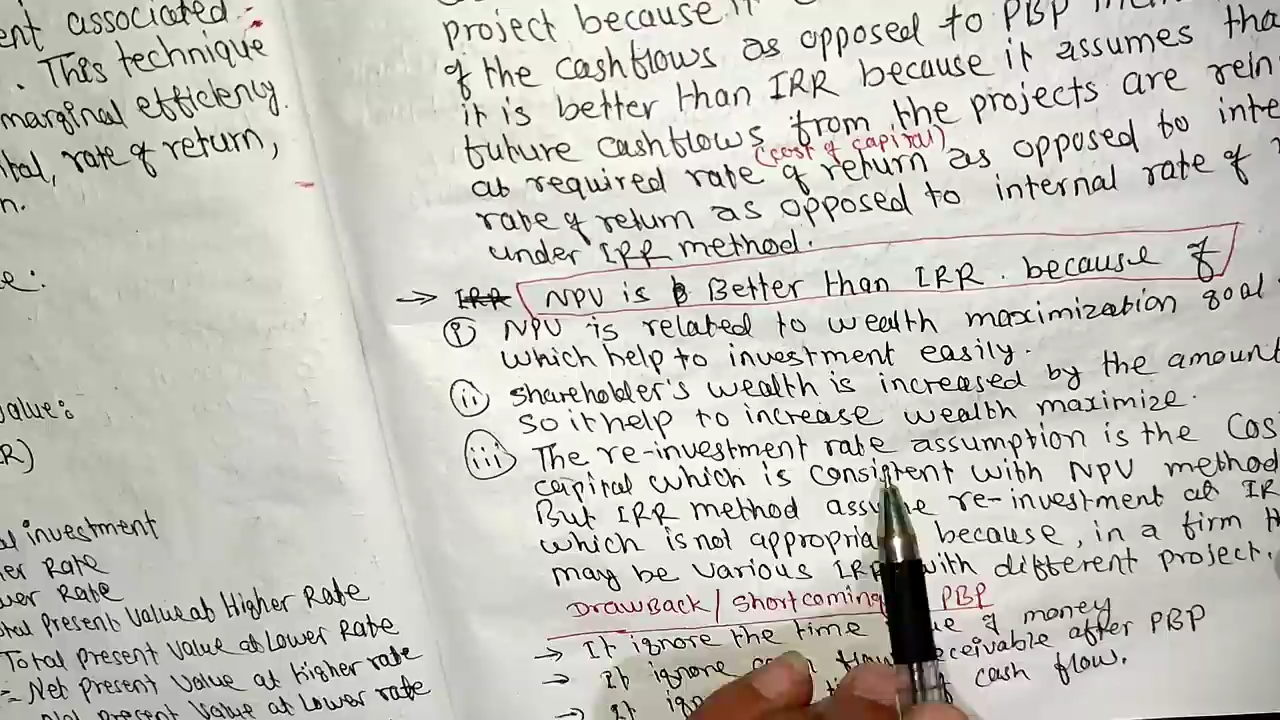 ent associated
. This technique
marginal efficiency.
ital, rate of return,
n.
e:
value:
R)
al investment
er Rate
wer Rate
Total Present Value at Higher Rate
Total Present Value at Lower Rate
= Net Present Value at Higher rate
Net Present Value at Lower rate
project because it
of the cashflows as opposed to PBP
it is better than IRR because it assumes tha
future cashflows from the projects are rein
(cost of capital)
at required rate of return as opposed to inte
rate of return as opposed to internal rate of
under IRR method.
→ IRR NPV is Better than IRR. because of
(i) NPV is related to wealth maximization goal
which help to investment easily.
(ii) shareholder's wealth is increased by the amount
so it help to increase wealth maximize.
(iii) The re-investment rate assumption is the Cos
capital which is consistent with NPV method
But IRR method assume re-investment at IR
which is not appropria because, in a firm th
may be various IRR with different project.
DrawBack / Shortcoming PBP
→ It ignore the time of money
→ It ignore receivable after PBP
→ It cash flow.